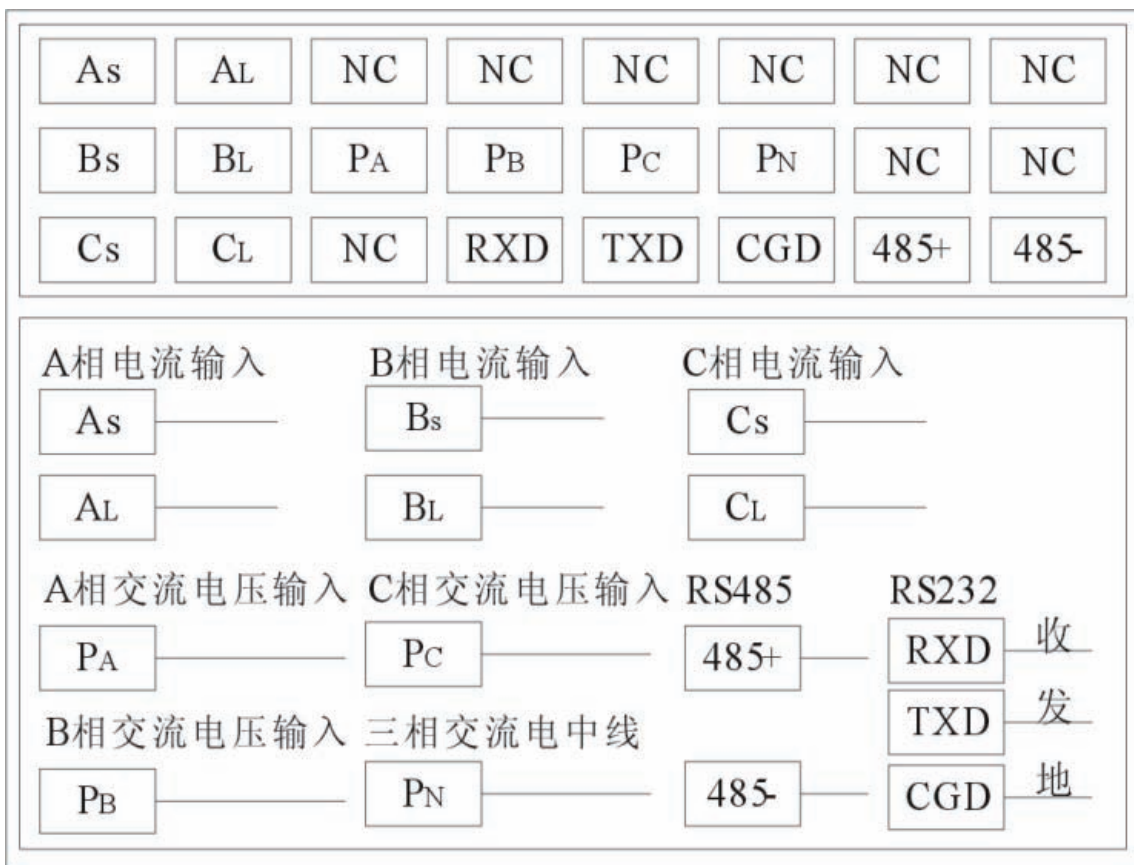 As AL NC NC NC NC NC NC
Bs BL PA PB PC PN NC NC
Cs CL NC RXD TXD CGD 485+ 485-
A相电流输入 B相电流输入 C相电流输入
As Bs Cs
AL BL CL
A相交流电压输入 C相交流电压输入 RS485 RS232
PA PC 485+ RXD 收
TXD 发
B相交流电压输入 三相交流电中线
PB PN 485- CGD 地